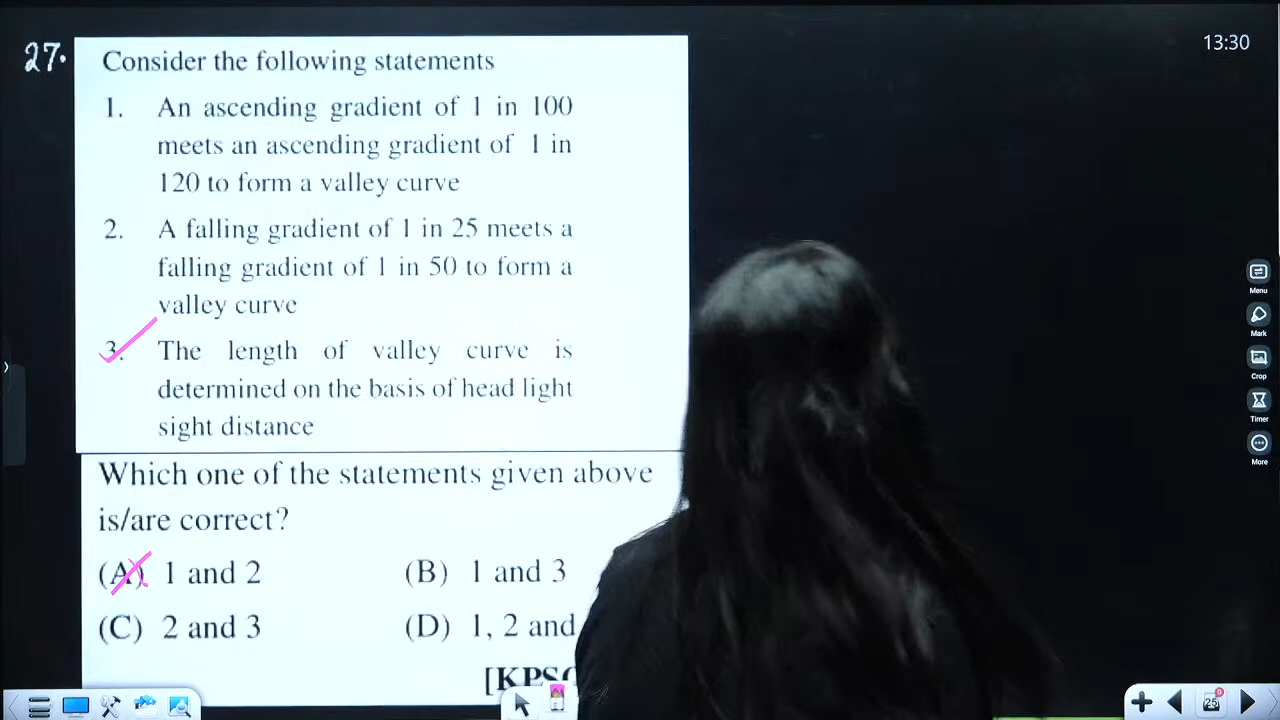 27.
13:30
Consider the following statements
1. An ascending gradient of 1 in 100
meets an ascending gradient of 1 in
120 to form a valley curve
2. A falling gradient of 1 in 25 meets a
falling gradient of 1 in 50 to form a
valley curve
3. The length of valley curve is
determined on the basis of head light
sight distance
Which one of the statements given above
is/are correct?
(A) 1 and 2 (B) 1 and 3
(C) 2 and 3 (D) 1, 2 and
Menu
Mark
Crop
Timer
More
25